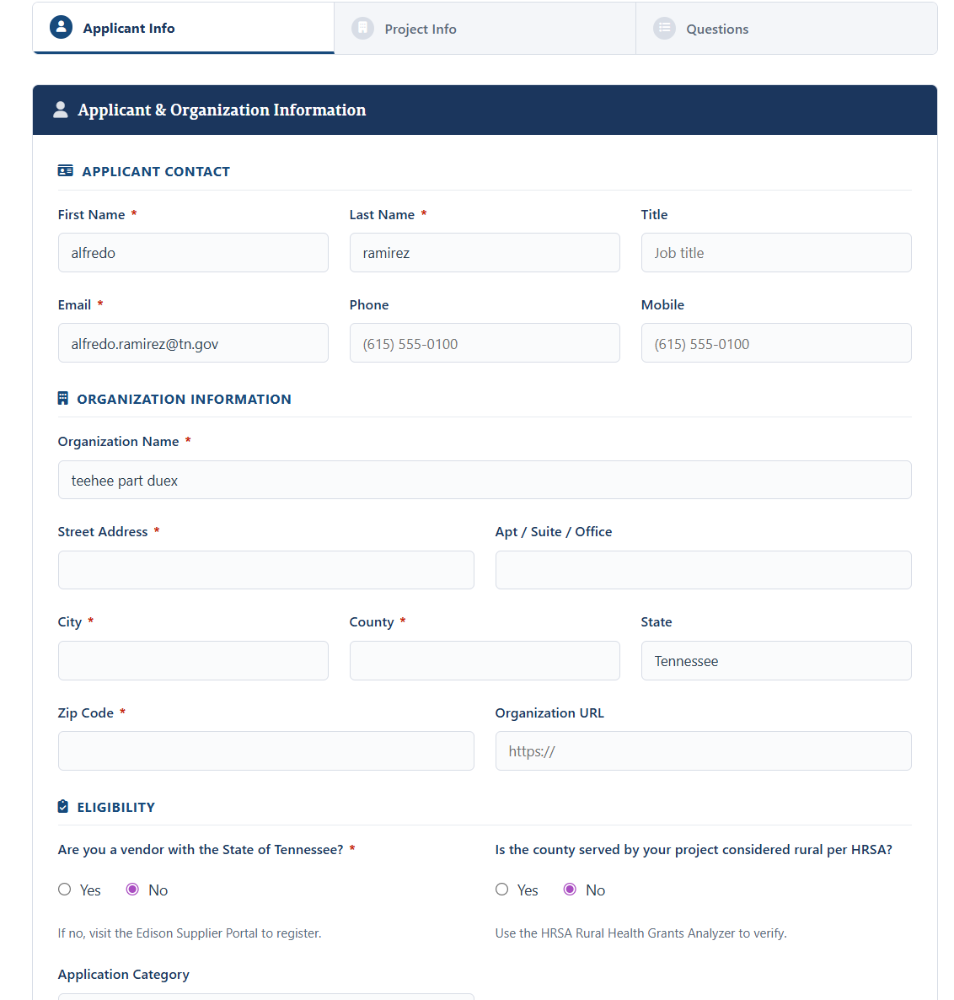 Applicant Info
Project Info
Questions
Applicant & Organization Information
APPLICANT CONTACT
First Name *
Last Name *
Title
alfredo
ramirez
Job title
Email *
Phone
Mobile
alfredo.ramirez@tn.gov
(615) 555-0100
(615) 555-0100
ORGANIZATION INFORMATION
Organization Name *
teehee part duex
Street Address *
Apt / Suite / Office
City *
County *
State
Tennessee
Zip Code *
Organization URL
https://
ELIGIBILITY
Are you a vendor with the State of Tennessee? *
Is the county served by your project considered rural per HRSA?
Yes No
Yes No
If no, visit the Edison Supplier Portal to register.
Use the HRSA Rural Health Grants Analyzer to verify.
Application Category